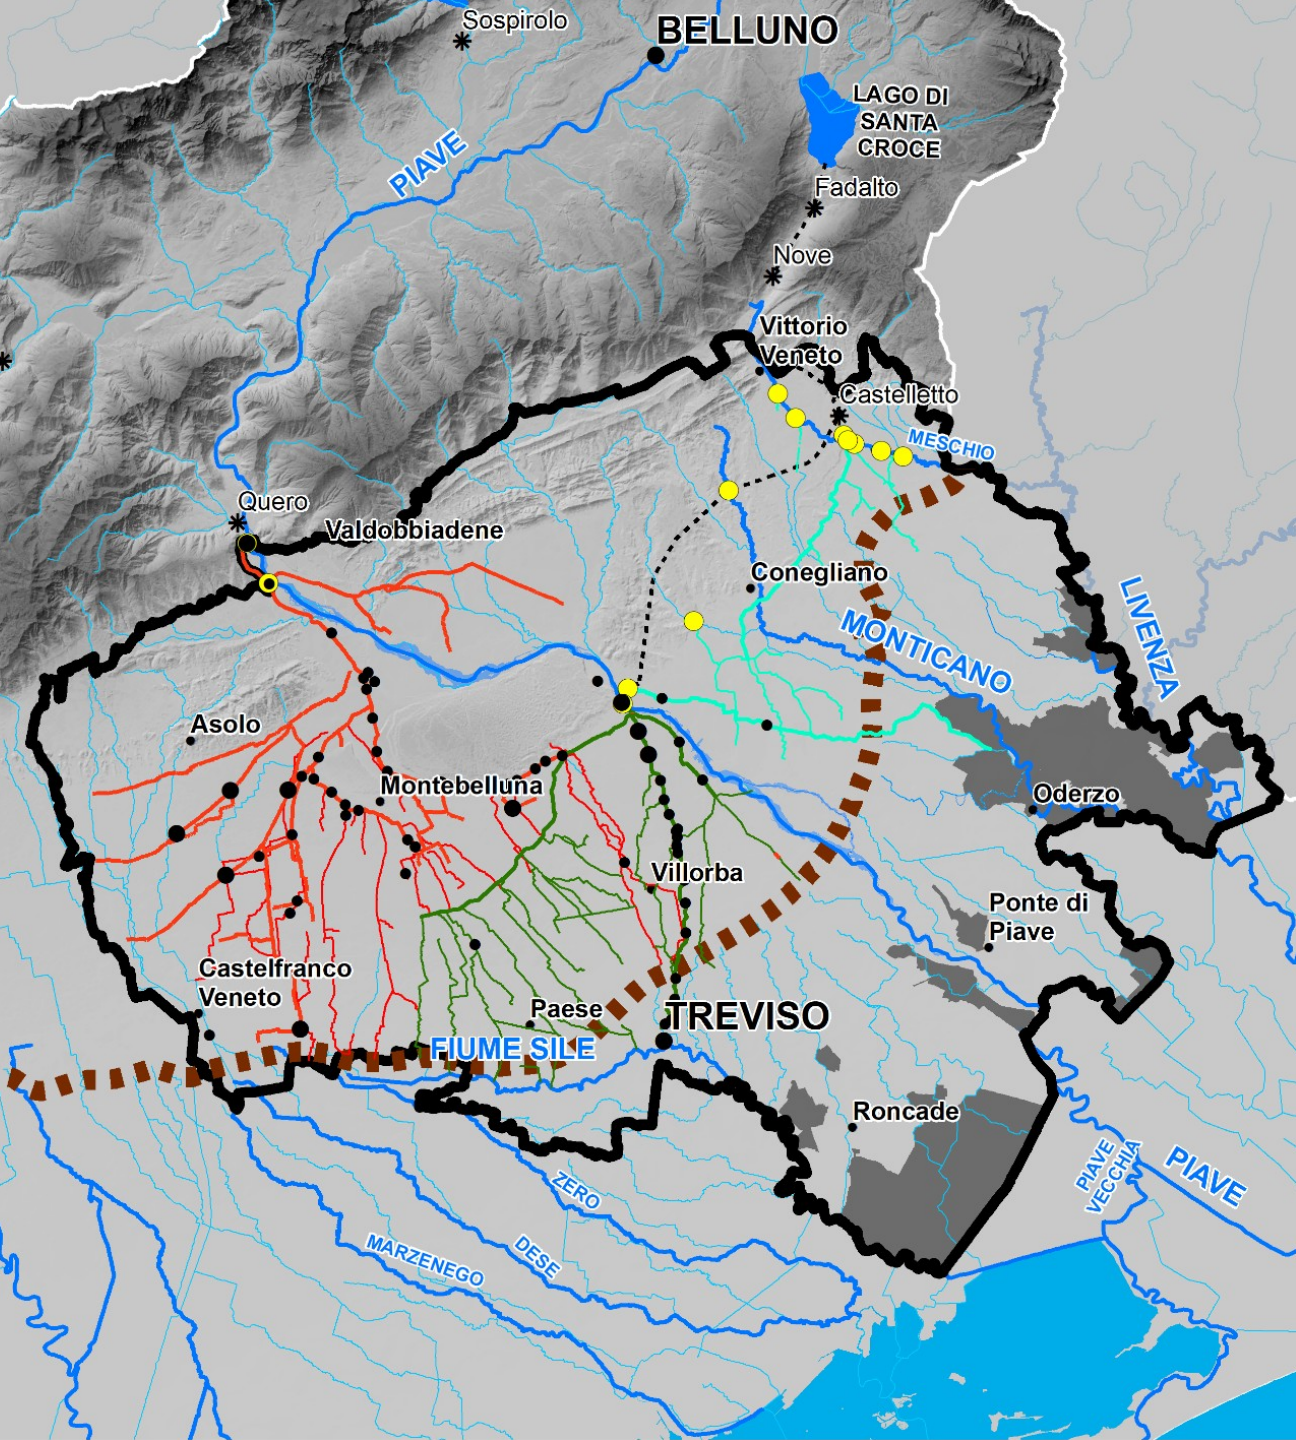 Sospirolo
BELLUNO
LAGO DI
SANTA
CROCE
PIAVE
Fadalto
Nove
Vittorio
Veneto
Castelletto
MESCHIO
Quero
Valdobbiadene
Conegliano
LIVENZA
MONTICANO
Asolo
Montebelluna
Oderzo
Villorba
Ponte di
Piave
Castelfranco
Veneto
Paese
TREVISO
FIUME SILE
Roncade
PIAVE
VECCHIA
PIAVE
ZERO
DESE
MARZENEGO